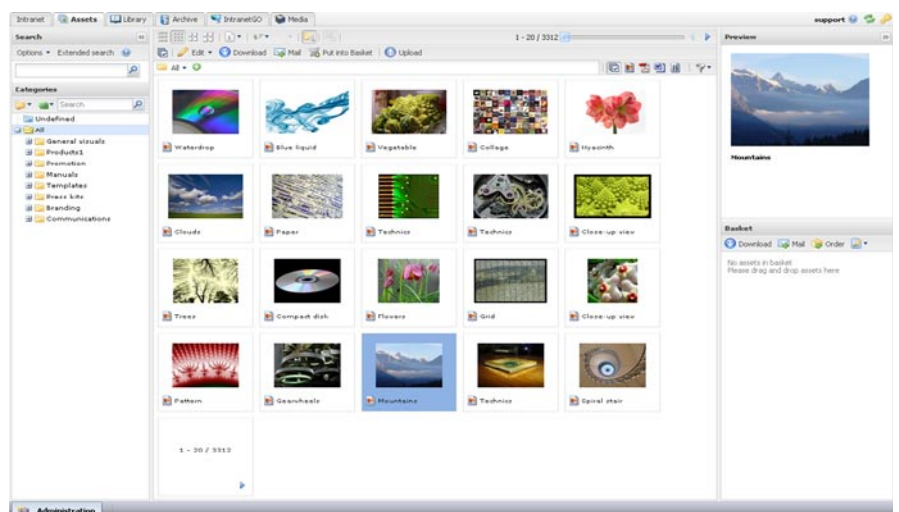 Intranet Assets Library Archive IntranetGO Media support
Search 1 - 20 / 3312 Preview
Options Extended search Edit Download Mail Put into Basket Upload
All
Categories
Search
Undefined
All
General visuals
Products1
Promotion
Manuals
Templates
Press kits
Branding
Communications
Waterdrop Blue liquid Vegetable Collage Hyacinth
Clouds Paper Technics Technics Close-up view
Trees Compact disk Flowers Grid Close-up view
Pattern Gearwheels Mountains Technics Spiral stair
1 - 20 / 3312
Mountains
Basket
Download Mail Order
No assets in basket
Please drag and drop assets here
Administration